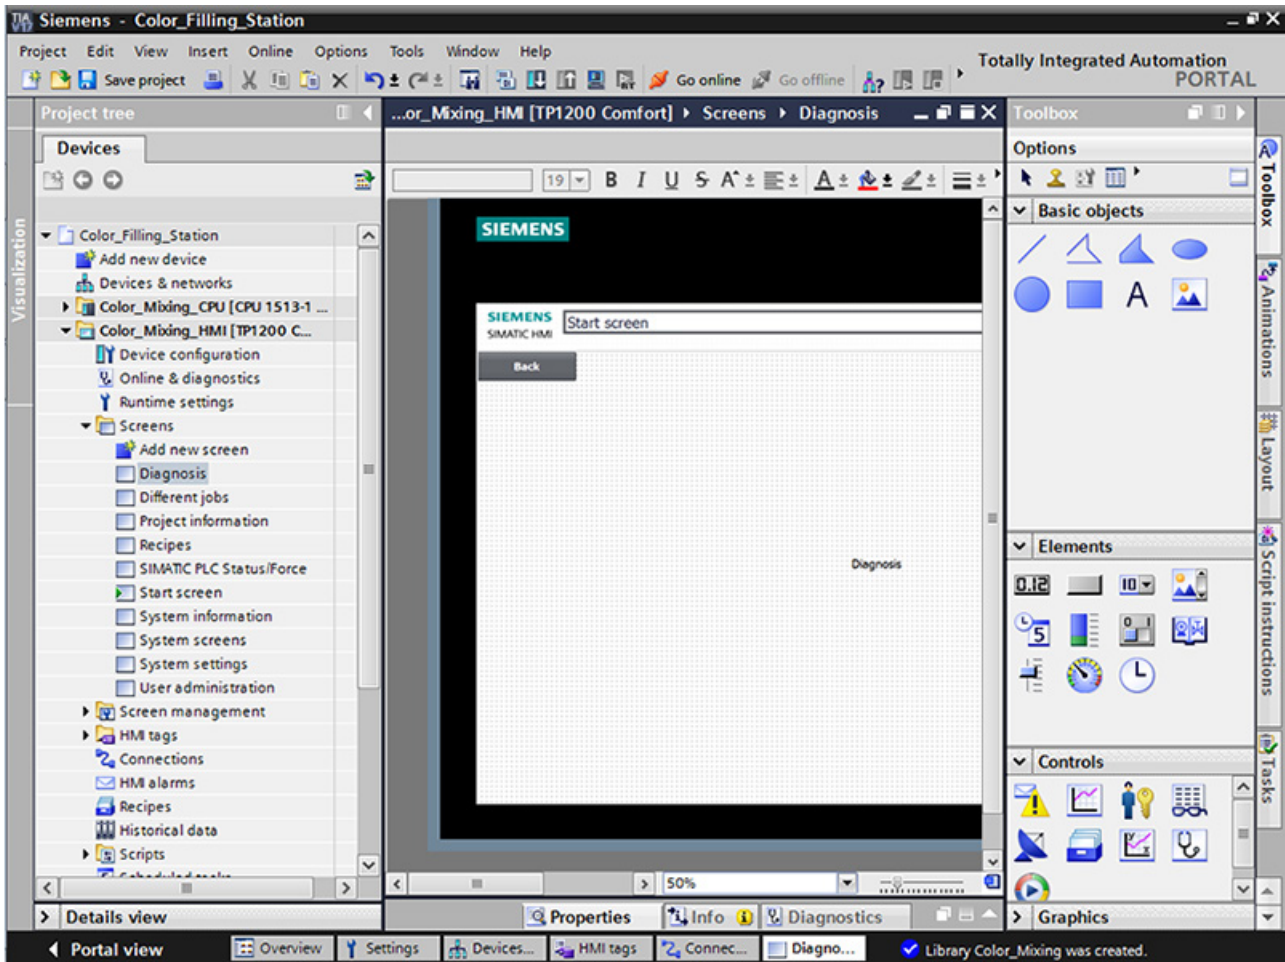 Siemens - Color_Filling_Station
Project Edit View Insert Online Options Tools Window Help
Totally Integrated Automation
PORTAL
Save project
Go online
Go offline
Project tree
Devices
Visualization
Color_Filling_Station
Add new device
Devices & networks
Color_Mixing_CPU [CPU 1513-1 ...
Color_Mixing_HMI [TP1200 C...
Device configuration
Online & diagnostics
Runtime settings
Screens
Add new screen
Diagnosis
Different jobs
Project information
Recipes
SIMATIC PLC Status/Force
Start screen
System information
System screens
System settings
User administration
Screen management
HMI tags
Connections
HMI alarms
Recipes
Historical data
Scripts
Details view
...or_Mixing_HMI [TP1200 Comfort] Screens Diagnosis
19 B I U S A A
SIEMENS
SIEMENS
SIMATIC HMI
Start screen
Back
Diagnosis
50%
Properties Info Diagnostics
Toolbox
Options
Basic objects
A
Elements
0.12
10
5
0 1
Controls
Graphics
Toolbox
Animations
Layout
Script instructions
Tasks
Portal view Overview Settings Devices... HMI tags Connec... Diagno... Library Color_Mixing was created.